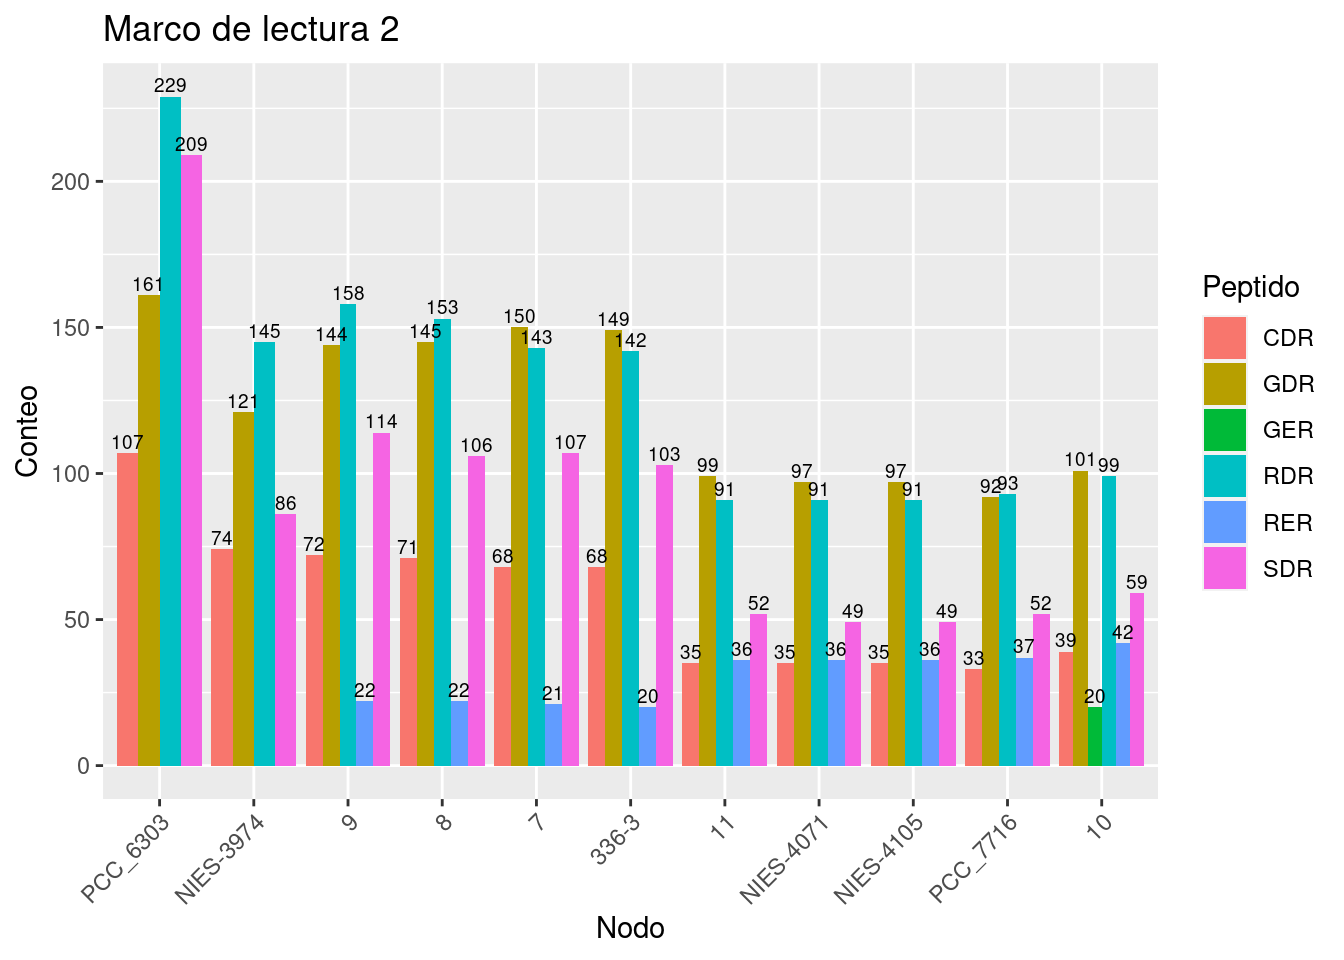 Marco de lectura 2
Conteo
200
150
100
50
0
107 161 229 209
74 121 145 86
72 144 158 22 114
71 145 153 22 106
68 150 143 21 107
68 149 142 20 103
35 99 91 36 52
35 97 91 36 49
35 97 91 36 49
33 92 93 37 52
39 101 20 99 42 59
PCC_6303
NIES-3974
9
8
7
336-3
11
NIES-4071
NIES-4105
PCC_7716
10
Nodo
Peptido
CDR
GDR
GER
RDR
RER
SDR